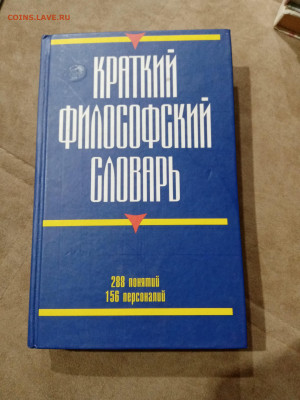 COINS.LAVE.RU
КРАТКИЙ
ФИЛОСОФСКИЙ
СЛОВАРЬ
288 понятий
156 персоналий